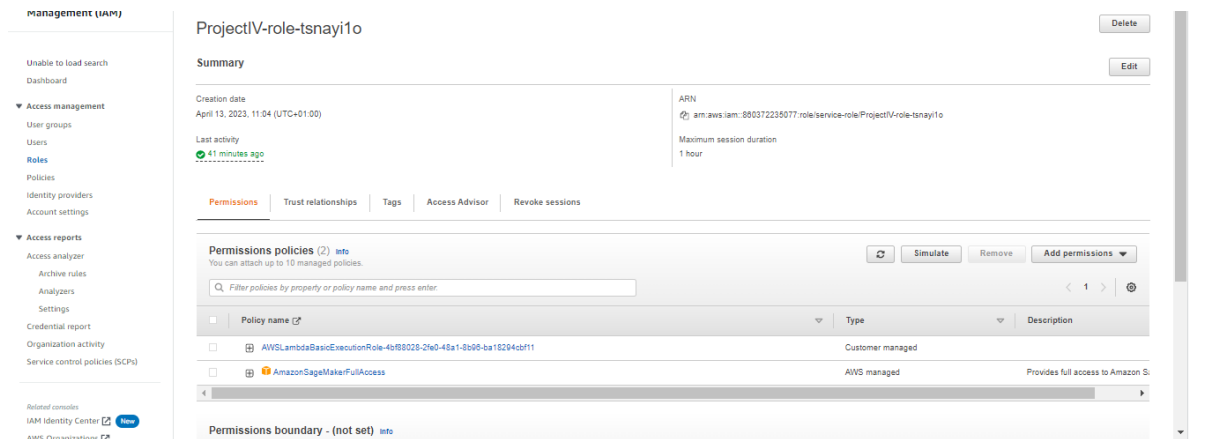 Management (IAM)
Unable to load search
Dashboard
Access management
User groups
Users
Roles
Policies
Identity providers
Account settings
Access reports
Access analyzer
Archive rules
Analyzers
Settings
Credential report
Organization activity
Service control policies (SCPs)
Related consoles
IAM Identity Center New
AWS Organizations
ProjectIV-role-tsnayi1o
Delete
Summary
Edit
Creation date
April 13, 2023, 11:04 (UTC+01:00)
ARN
arn:aws:iam::860372235077:role/service-role/ProjectIV-role-tsnayi1o
Last activity
41 minutes ago
Maximum session duration
1 hour
Permissions Trust relationships Tags Access Advisor Revoke sessions
Permissions policies (2) Info
You can attach up to 10 managed policies.
Simulate Remove Add permissions
Filter policies by property or policy name and press enter.
1
Policy name Type Description
AWSLambdaBasicExecutionRole-4bf88028-2fe0-48a1-8b96-ba18294cbf11 Customer managed
AmazonSageMakerFullAccess AWS managed Provides full access to Amazon Sa
Permissions boundary - (not set) Info